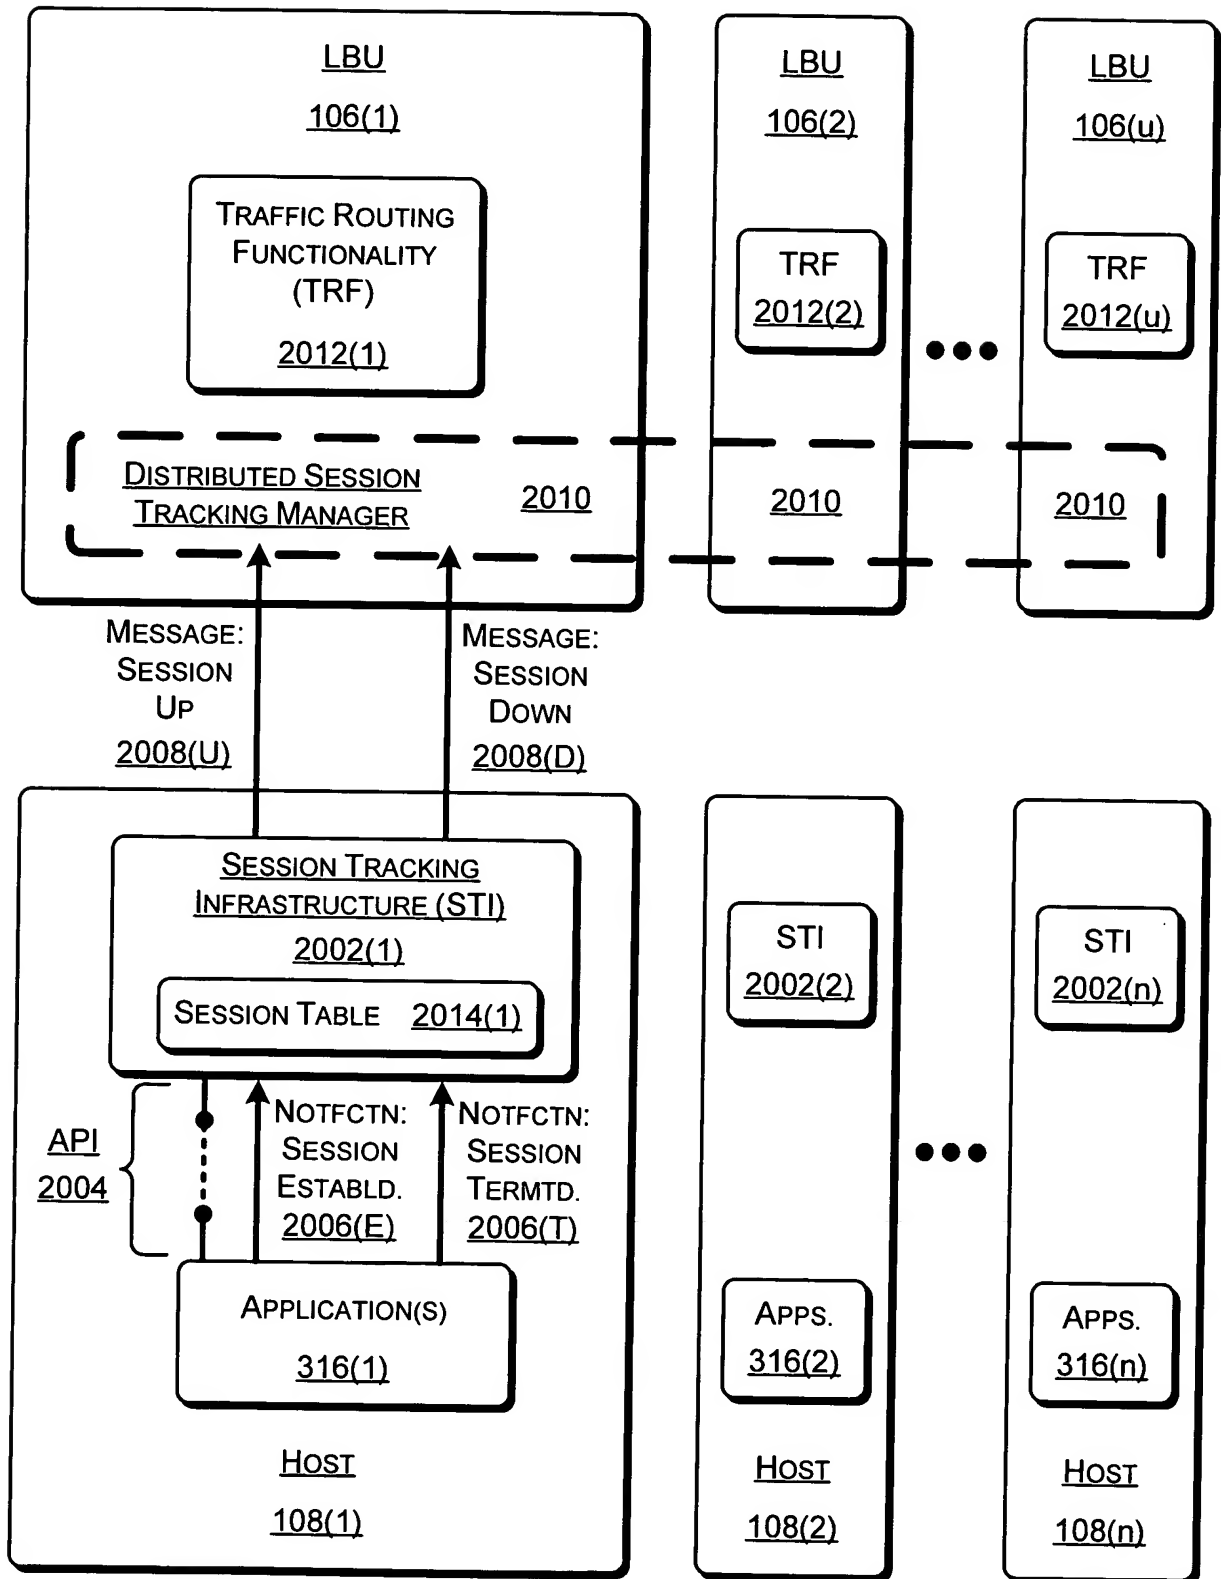 LBU
106(1)
TRAFFIC ROUTING
FUNCTIONALITY
(TRF)
2012(1)
LBU
106(2)
TRF
2012(2)
LBU
106(u)
TRF
2012(u)
DISTRIBUTED SESSION
TRACKING MANAGER
2010
2010
2010
MESSAGE:
SESSION
UP
2008(U)
MESSAGE:
SESSION
DOWN
2008(D)
SESSION TRACKING
INFRASTRUCTURE (STI)
2002(1)
SESSION TABLE 2014(1)
API
2004
NOTFCTN:
SESSION
ESTABLD.
2006(E)
NOTFCTN:
SESSION
TERMTD.
2006(T)
APPLICATION(S)
316(1)
HOST
108(1)
STI
2002(2)
APPS.
316(2)
HOST
108(2)
STI
2002(n)
APPS.
316(n)
HOST
108(n)